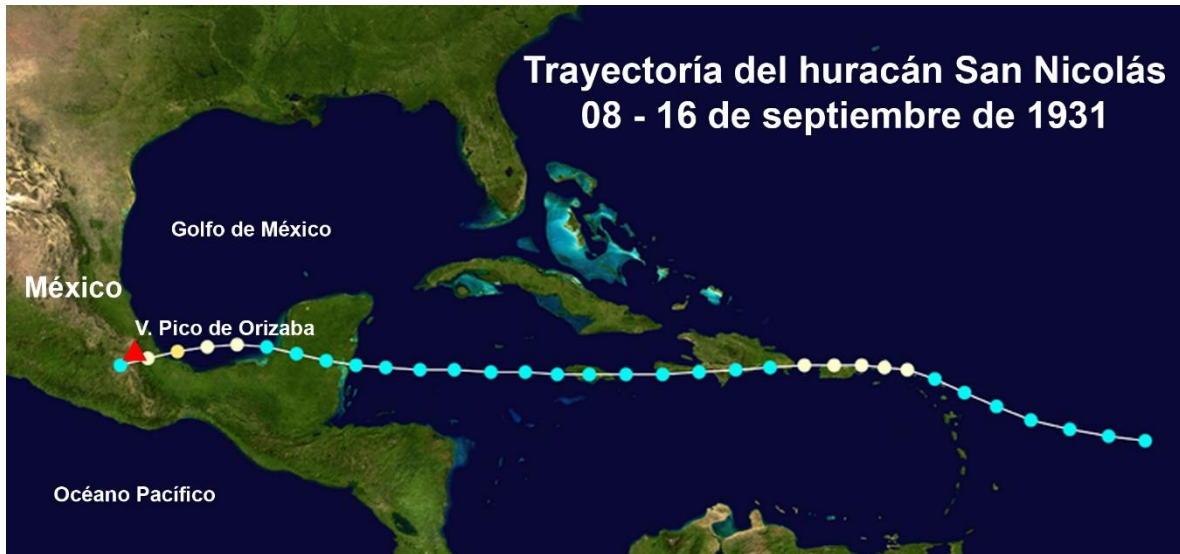 Trayectoría del huracán San Nicolás
08 - 16 de septiembre de 1931
Golfo de México
México
V. Pico de Orizaba
Océano Pacífico